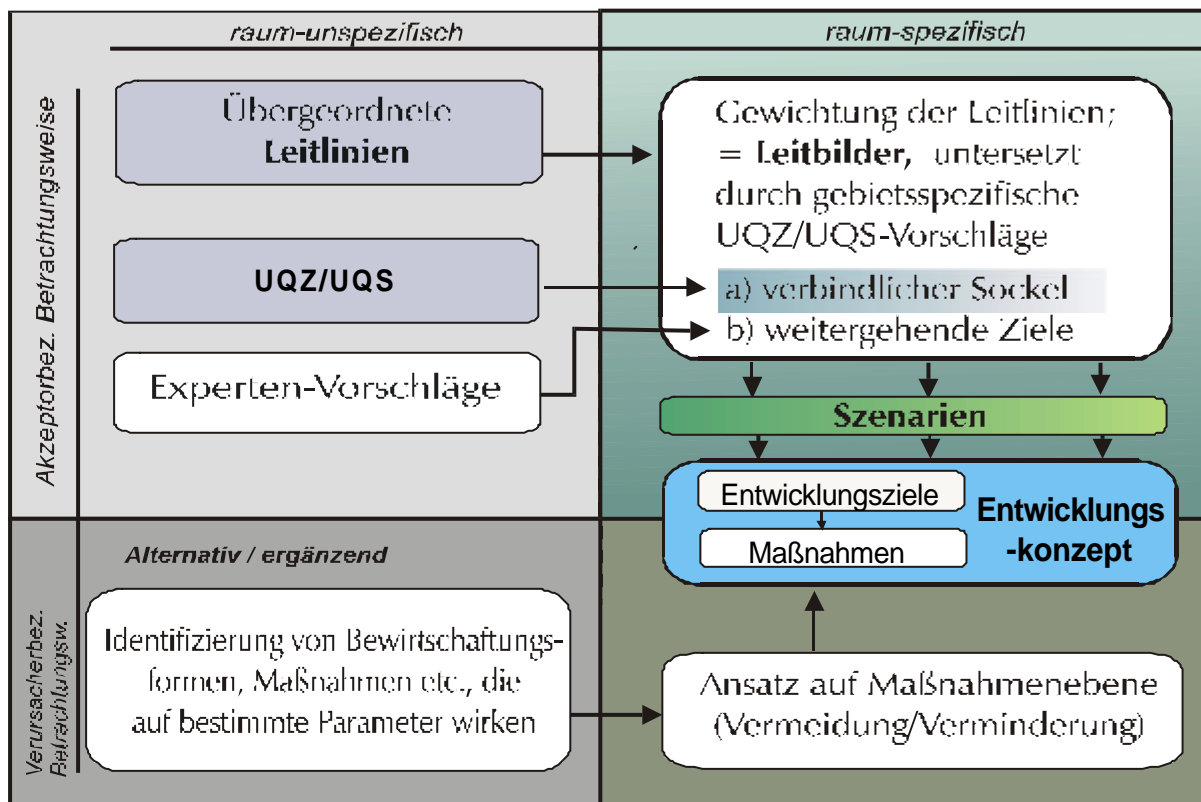 raum-unspezifisch
raum-spezifisch
Akzeptorbez. Betrachtungsweise
Übergeordnete
Leitlinien
UQZ/UQS
Experten-Vorschläge
Gewichtung der Leitlinien;
= Leitbilder, untersetzt
durch gebietsspezifische
UQZ/UQS-Vorschläge
a) verbindlicher Sockel
b) weitergehende Ziele
Szenarien
Entwicklungsziele
Maßnahmen
Entwicklungs
-konzept
Verursacherbez.
Betrachtungsw.
Alternativ / ergänzend
Identifizierung von Bewirtschaftungs-
formen, Maßnahmen etc., die
auf bestimmte Parameter wirken
Ansatz auf Maßnahmenebene
(Vermeidung/Verminderung)